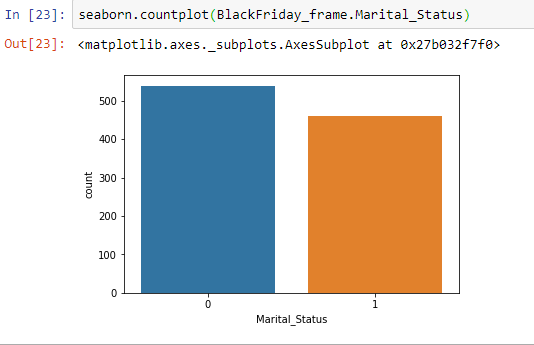 In [23]: seaborn.countplot(BlackFriday_frame.Marital_Status)
Out[23]: <matplotlib.axes._subplots.AxesSubplot at 0x27b032f7f0>
500
400
300
200
100
0
count
0 1
Marital_Status